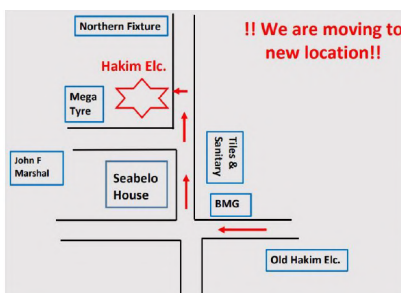 Northern Fixture
!! We are moving to
new location!!
Hakim Elc.
Mega
Tyre
Tiles &
Sanitary
John F
Marshal
Seabelo
House
BMG
Old Hakim Elc.